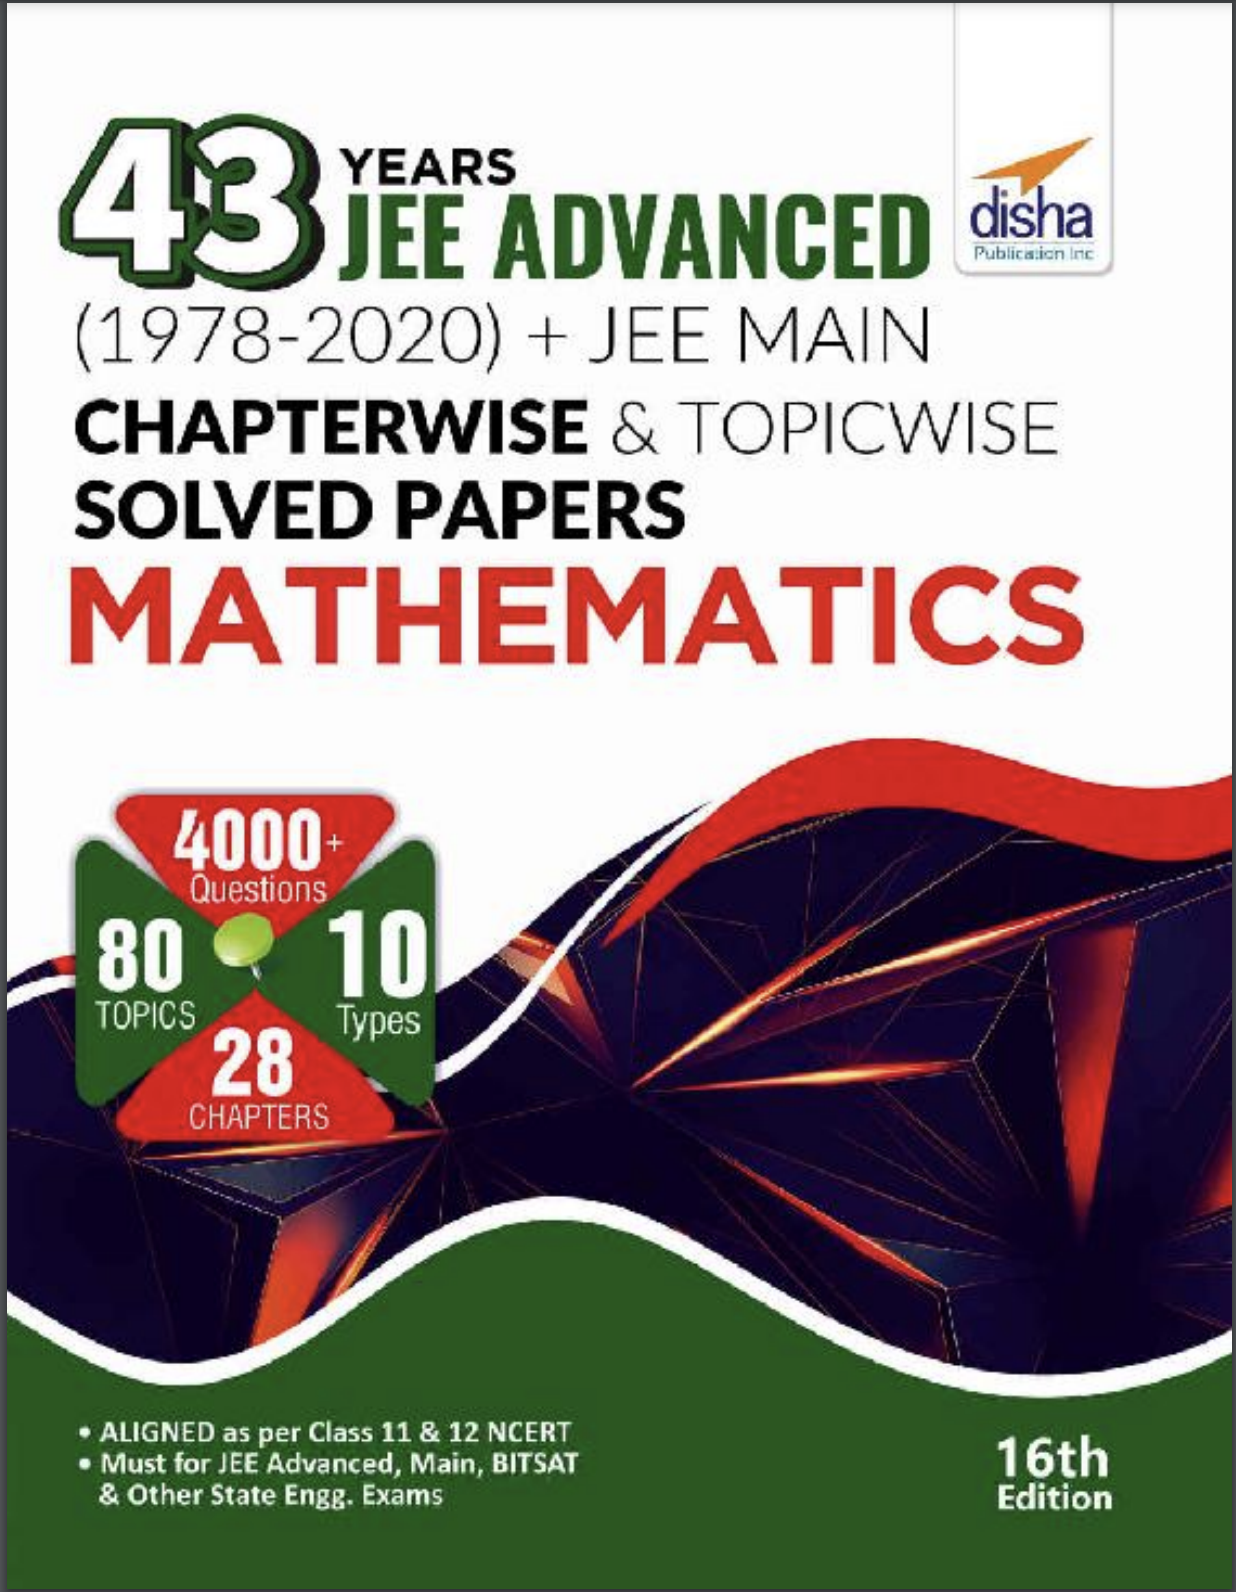 43 YEARS
JEE ADVANCED
disha
Publication Inc
(1978-2020) + JEE MAIN
CHAPTERWISE & TOPICWISE
SOLVED PAPERS
MATHEMATICS
4000+
Questions
80
TOPICS
10
Types
28
CHAPTERS
• ALIGNED as per Class 11 & 12 NCERT
• Must for JEE Advanced, Main, BITSAT
& Other State Engg. Exams
16th
Edition